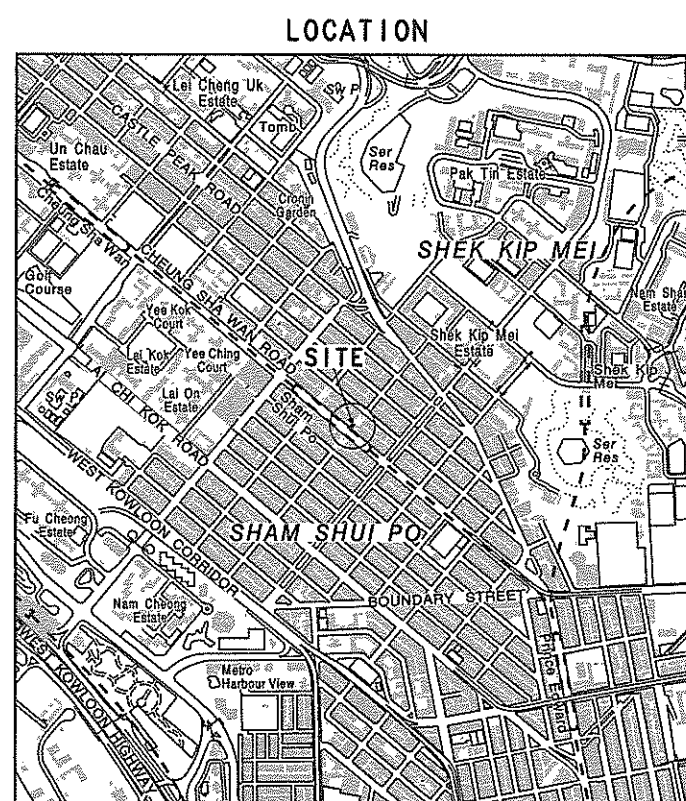 LOCATION
Lei Cheng Uk
Estate
Sw P
Tomb
Ser
Res
CASTLE PEAK ROAD
Un Chau
Estate
Pak Tin Estate
Cronin
Garden
Cheung Sha Wan
CHEUNG SHA WAN ROAD
SHEK KIP MEI
Golf
Course
Nam Shan
Estate
Yee Kok
Court
Shek Kip Mei
Estate
Lai Kok
Estate
Yee Ching
Court
SITE
Shek Kip
Mei
Lai On
Estate
Sw P
LAI CHI KOK ROAD
Sham
Shui Po
Ser
Res
WEST KOWLOON CORRIDOR
Fu Cheong
Estate
SHAM SHUI PO
Nam Cheong
Estate
BOUNDARY STREET
Prince Edward
WEST KOWLOON HIGHWAY
Metro
Harbour View